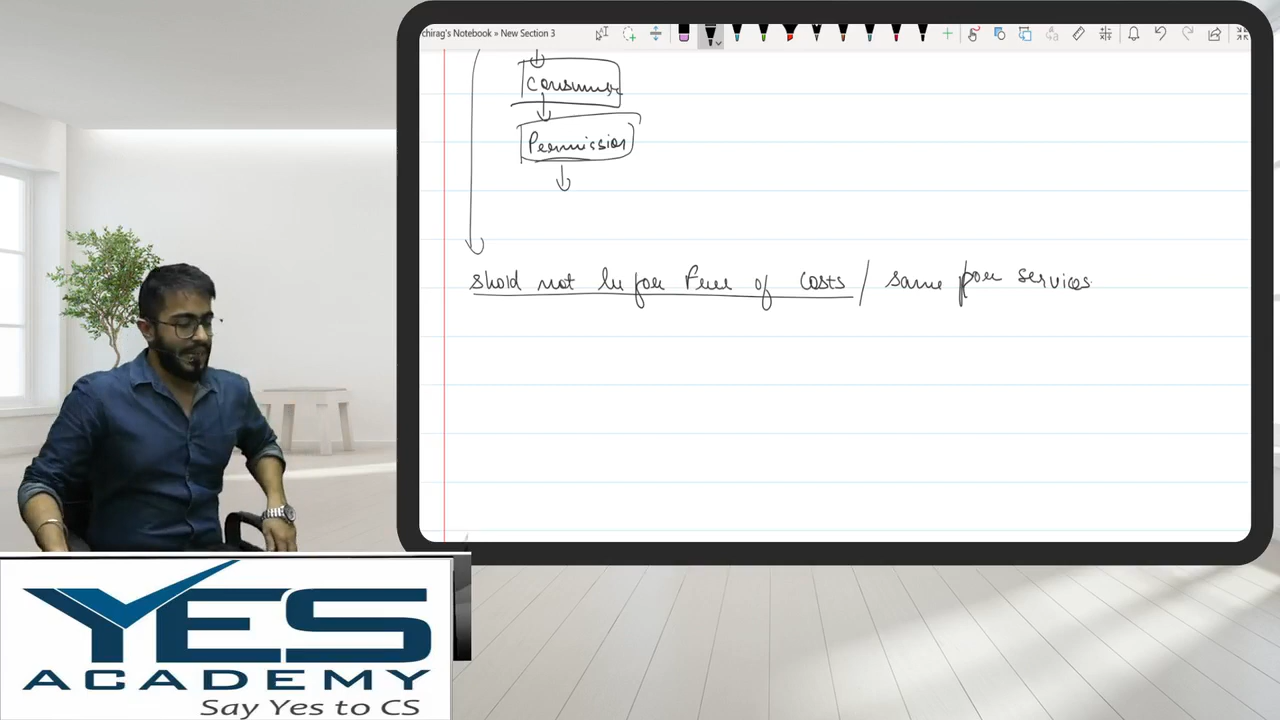 chirag's Notebook » New Section 3
Consumer
Permission
shold not be for Free of costs / same for services
YES
ACADEMY
Say Yes to CS